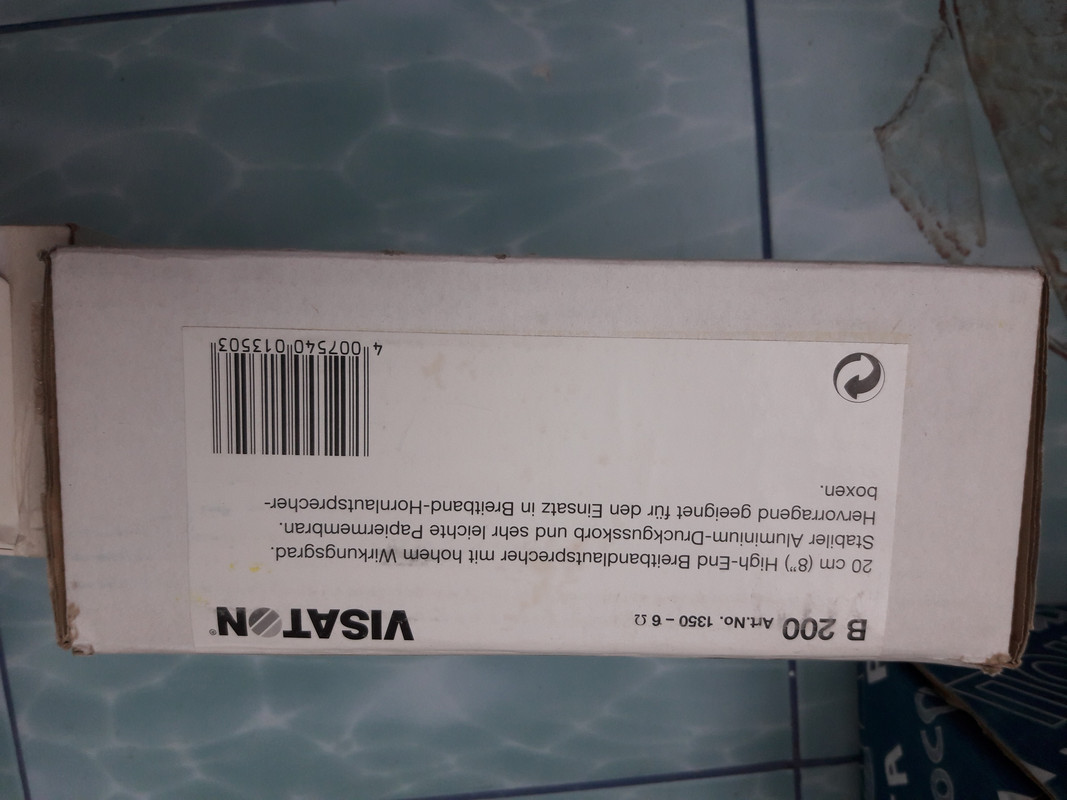 B 200 Art.No. 1350 – 6 Ω
VISATON®
20 cm (8") High-End Breitbandlautsprecher mit hohem Wirkungsgrad.
Stabiler Aluminium-Druckgusskorb und sehr leichte Papiermembran.
Hervorragend geeignet für den Einsatz in Breitband-Hornlautsprecher-
boxen.
4 007540 013503